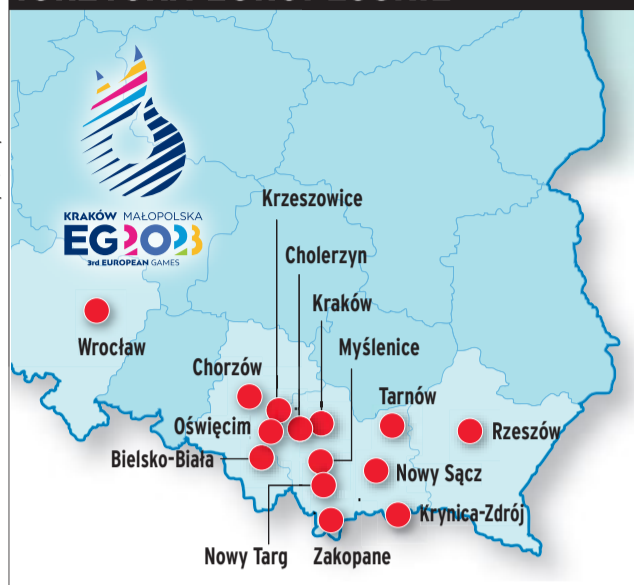 KRAKÓW MAŁOPOLSKA
EG2023
3rd EUROPEAN GAMES
Krzeszowice
Cholerzyn
Kraków
Wrocław
Myślenice
Chorzów
Tarnów
Oświęcim
Rzeszów
Bielsko-Biała
Nowy Sącz
Krynica-Zdrój
Nowy Targ
Zakopane